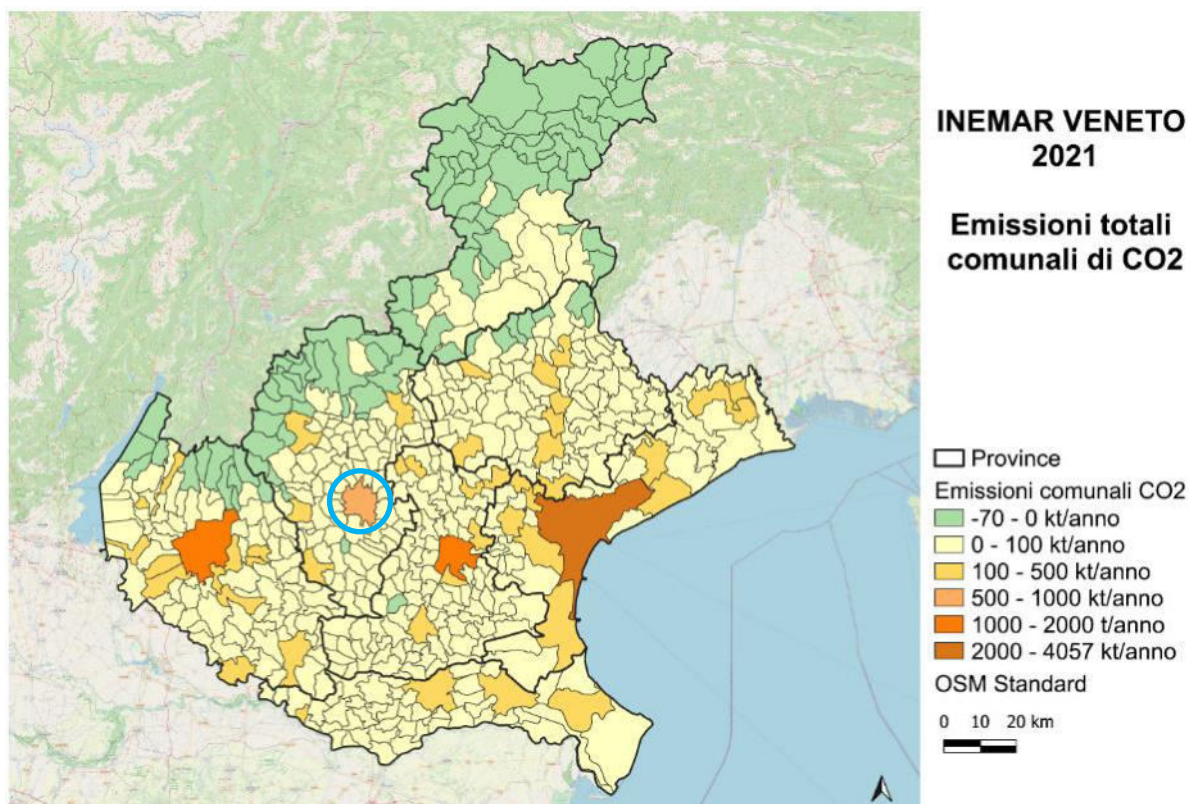 INEMAR VENETO
2021
Emissioni totali
comunali di CO2
Province
Emissioni comunali CO2
-70 - 0 kt/anno
0 - 100 kt/anno
100 - 500 kt/anno
500 - 1000 kt/anno
1000 - 2000 t/anno
2000 - 4057 kt/anno
OSM Standard
0 10 20 km